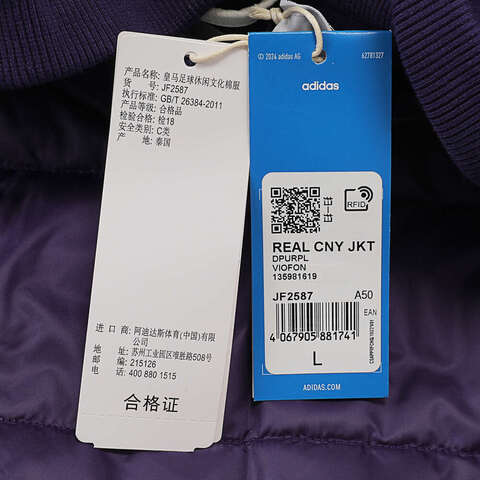 产品名称: 皇马足球休闲文化棉服
货 号: JF2587
执行标准: GB/T 26384-2011
产品等级: 合格品
检验合格: 检18
安全类别: C类
产 地: 泰国
进 口 商: 阿迪达斯体育(中国)有限
公司
地 址: 苏州工业园区唯胜路508号
邮 编: 215126
电 话: 400 880 1515
合格证
© 2024 adidas AG 62781327
adidas
RFID
REAL CNY JKT
DPURPL
VIOFON
135981619
JF2587 A50
EAN
4 067905 881741
L
ADIDAS.COM